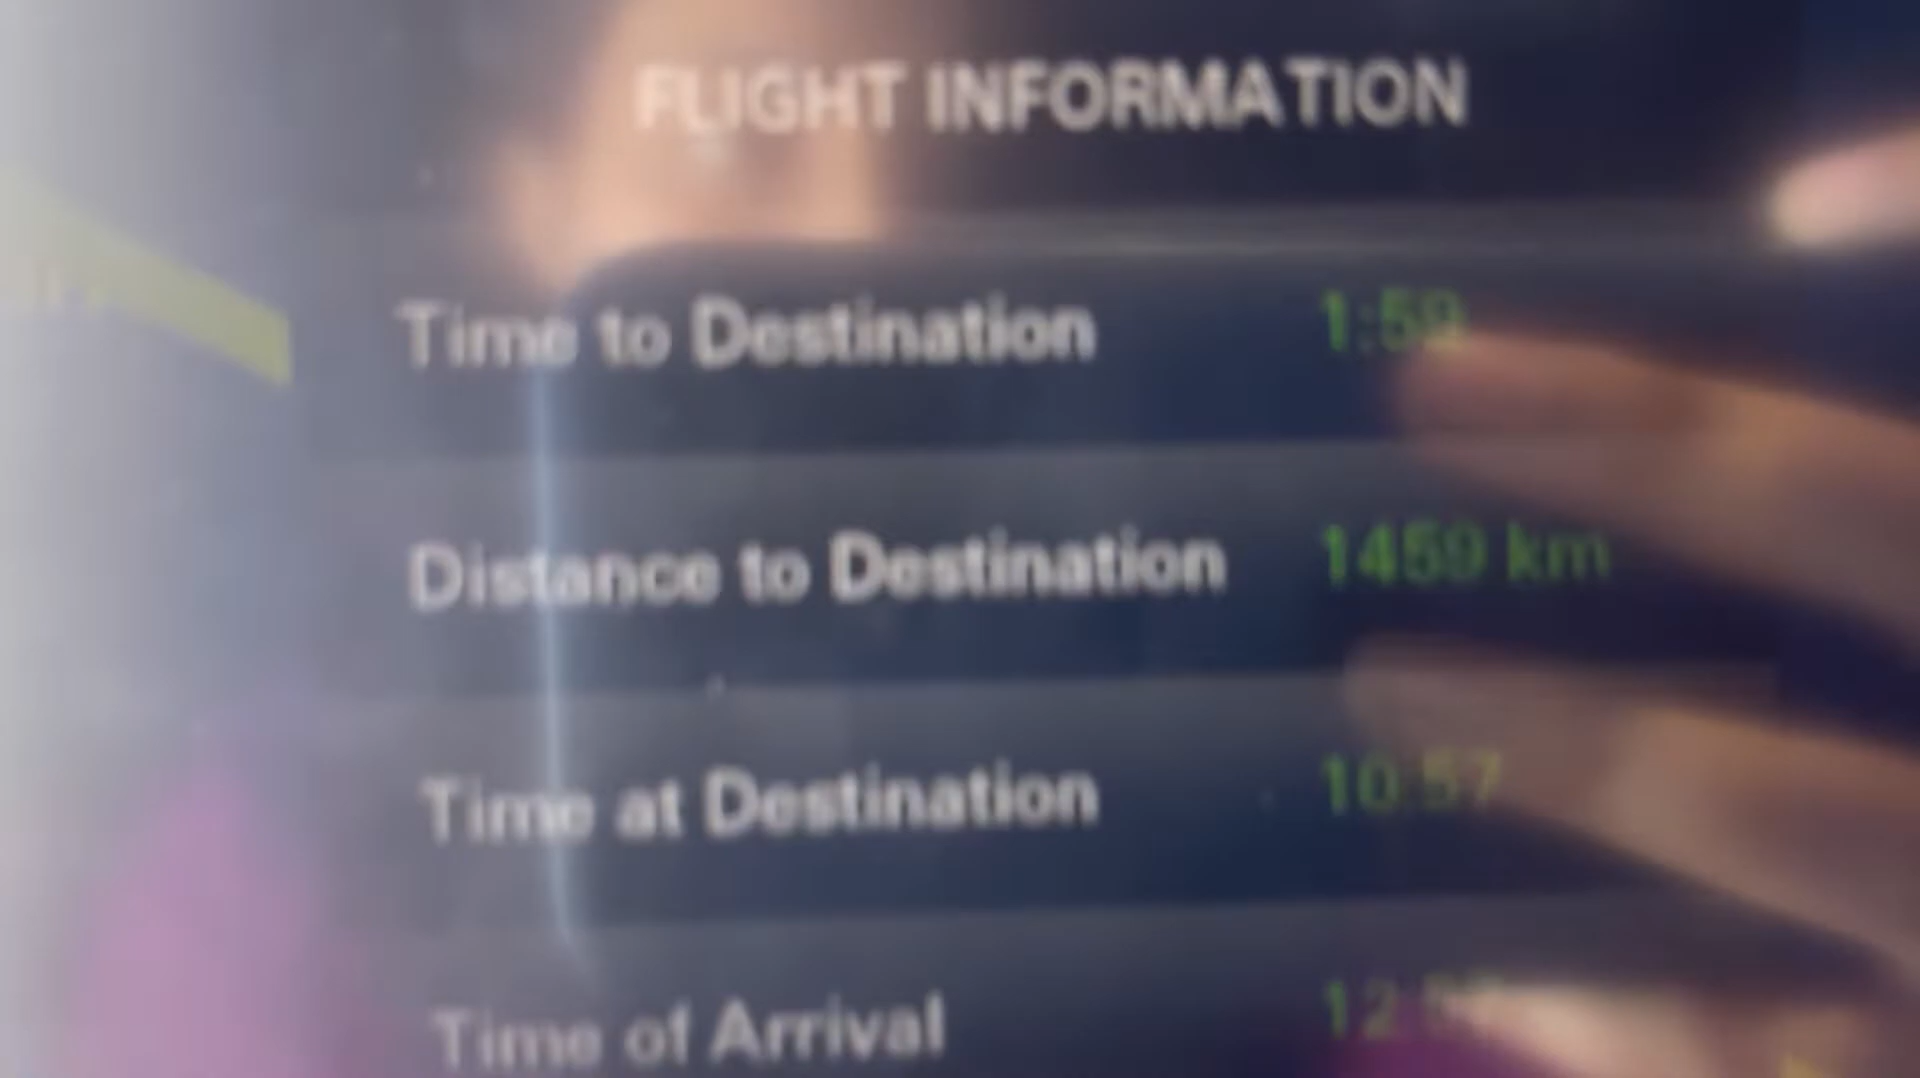 FLIGHT INFORMATION
Time to Destination 1:59
Distance to Destination 1459 km
Time at Destination 10:57
Time of Arrival